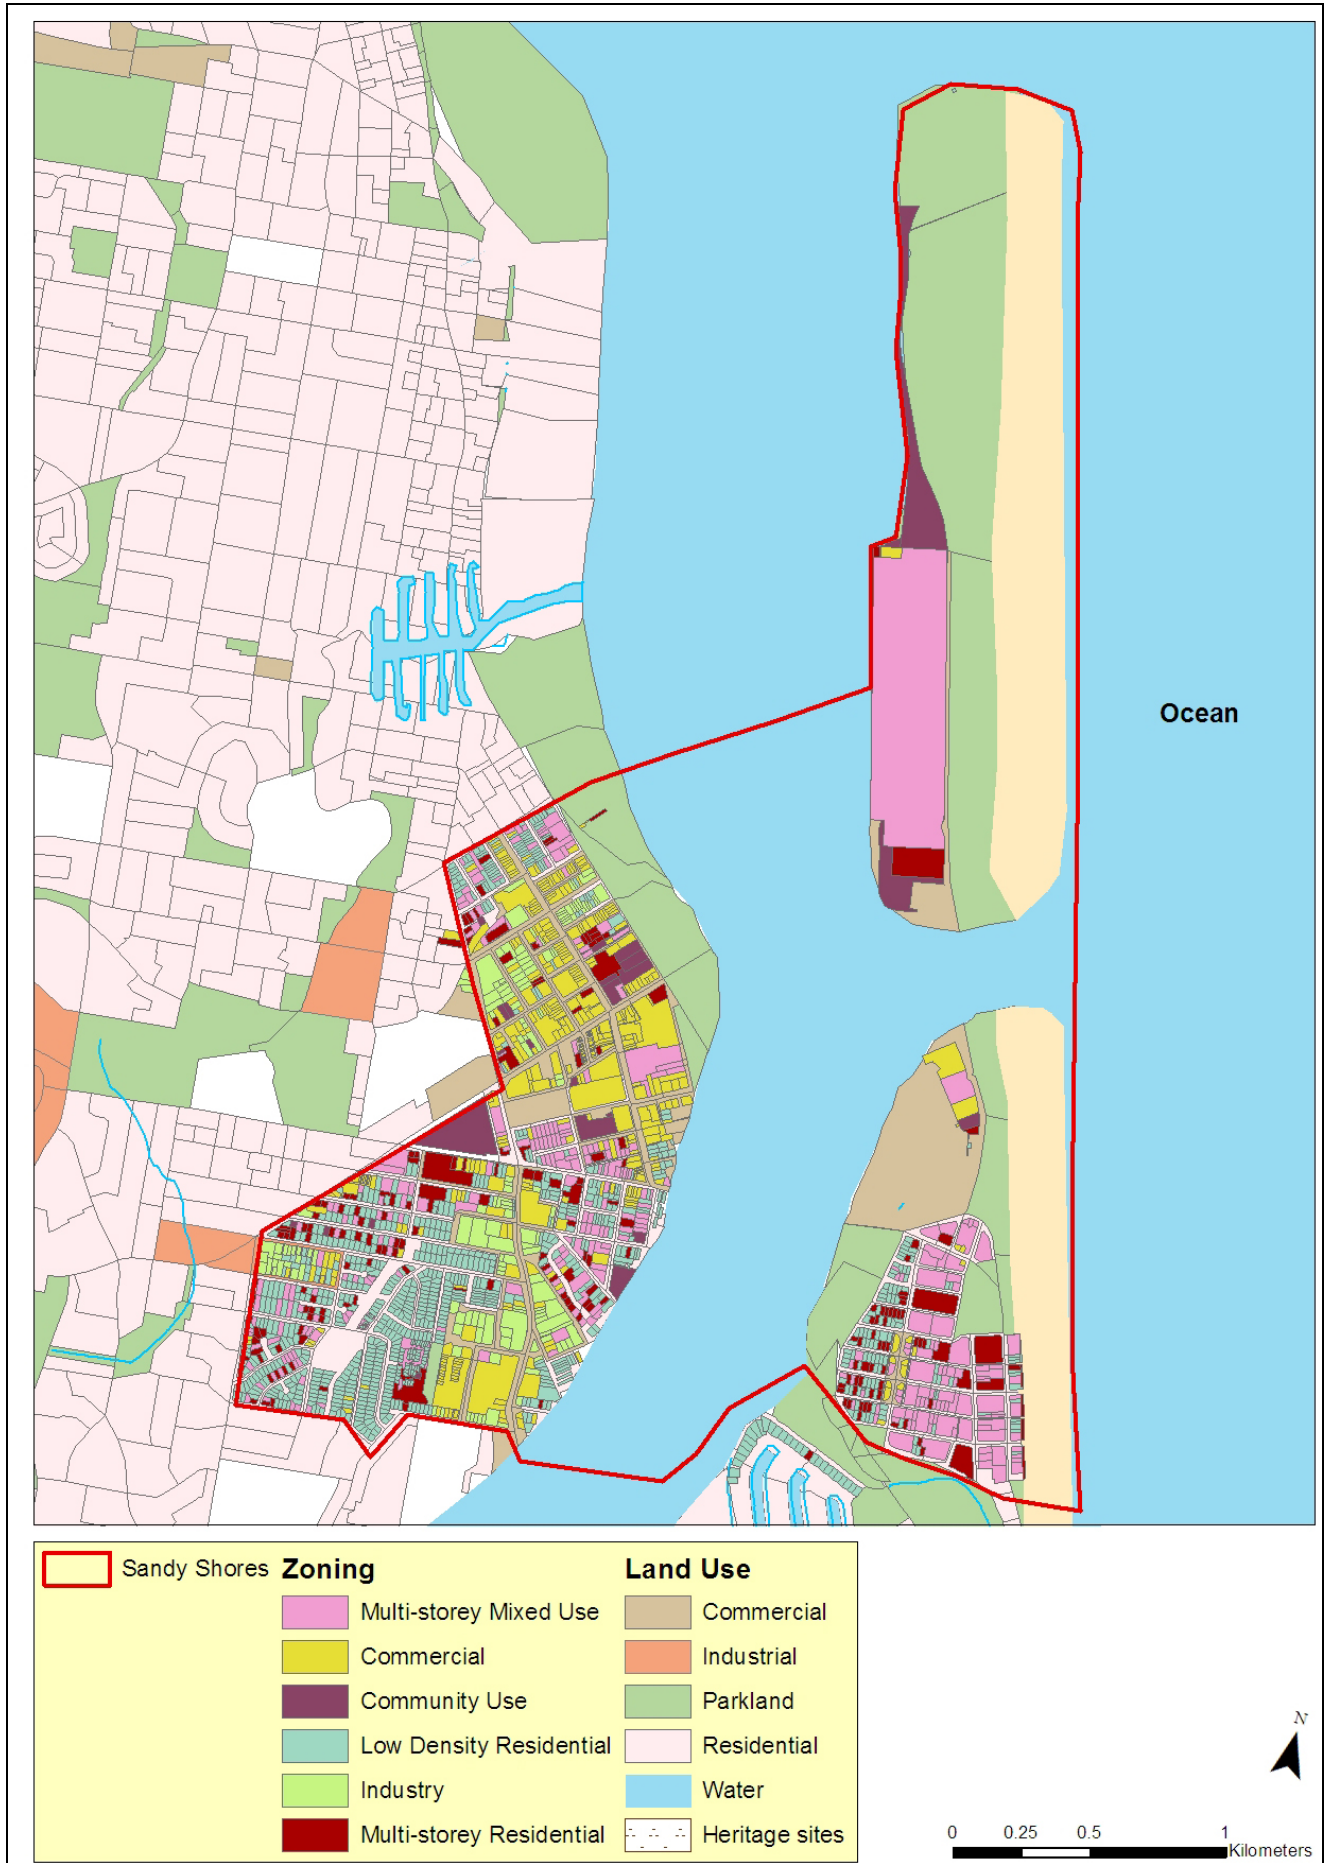 Ocean
Sandy Shores
Zoning
Multi-storey Mixed Use
Commercial
Community Use
Low Density Residential
Industry
Multi-storey Residential
Land Use
Commercial
Industrial
Parkland
Residential
Water
Heritage sites
N
0 0.25 0.5 1
Kilometers